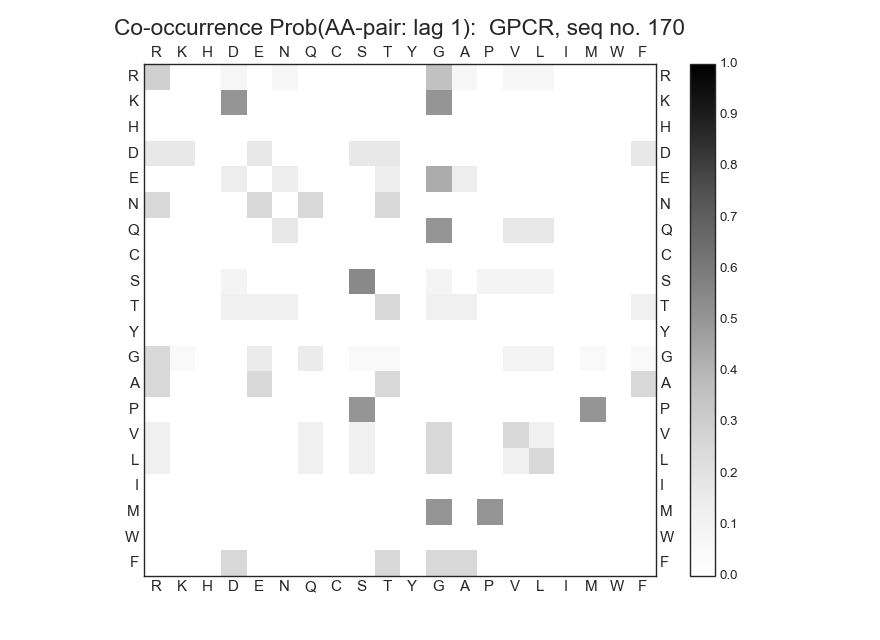 Co-occurrence Prob(AA-pair: lag 1):  GPCR, seq no. 170
R K H D E N Q C S T Y G A P V L I M W F
R R 1.0
K K 0.9
H H
D D 0.8
E E
N N 0.7
Q Q
C C 0.6
S S
T T 0.5
Y Y
G G 0.4
A A
P P 0.3
V V
L L 0.2
I I
M M 0.1
W W
F F 0.0
R K H D E N Q C S T Y G A P V L I M W F